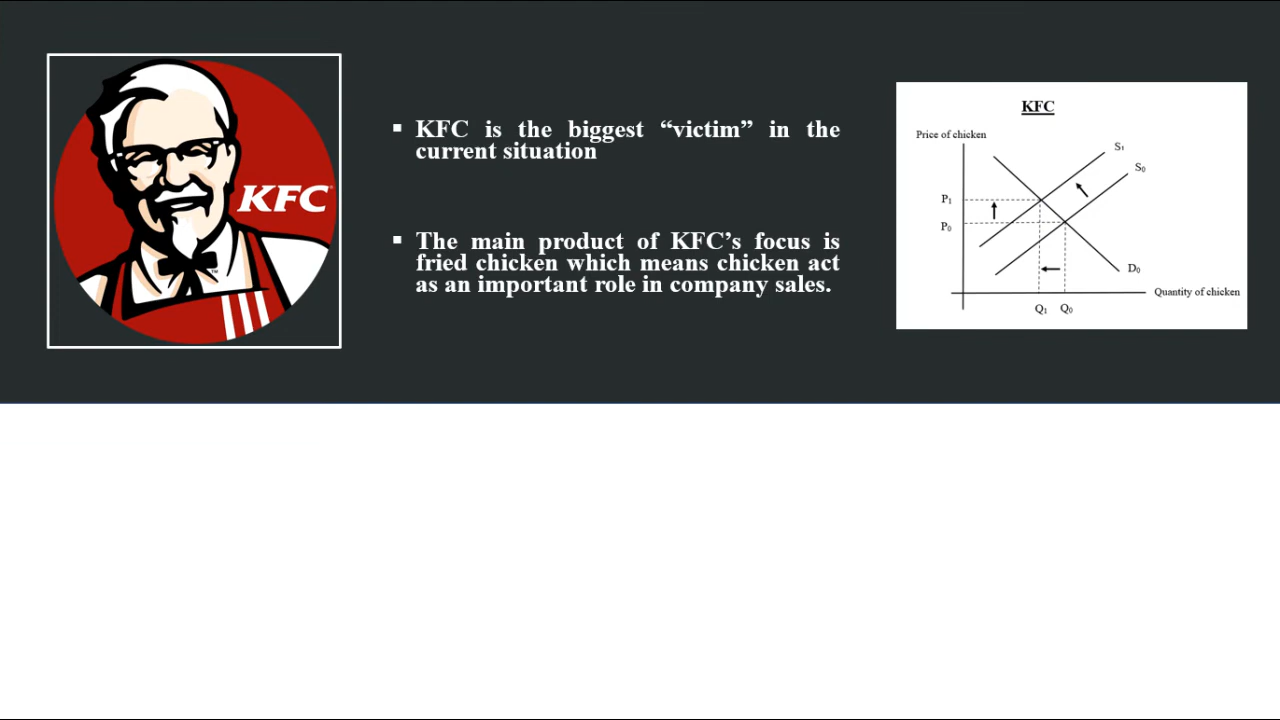 KFC
▪ KFC is the biggest “victim” in the
current situation
▪ The main product of KFC’s focus is
fried chicken which means chicken act
as an important role in company sales.
KFC
Price of chicken
S₁
S₀
P₁
P₀
D₀
Quantity of chicken
Q₁ Q₀